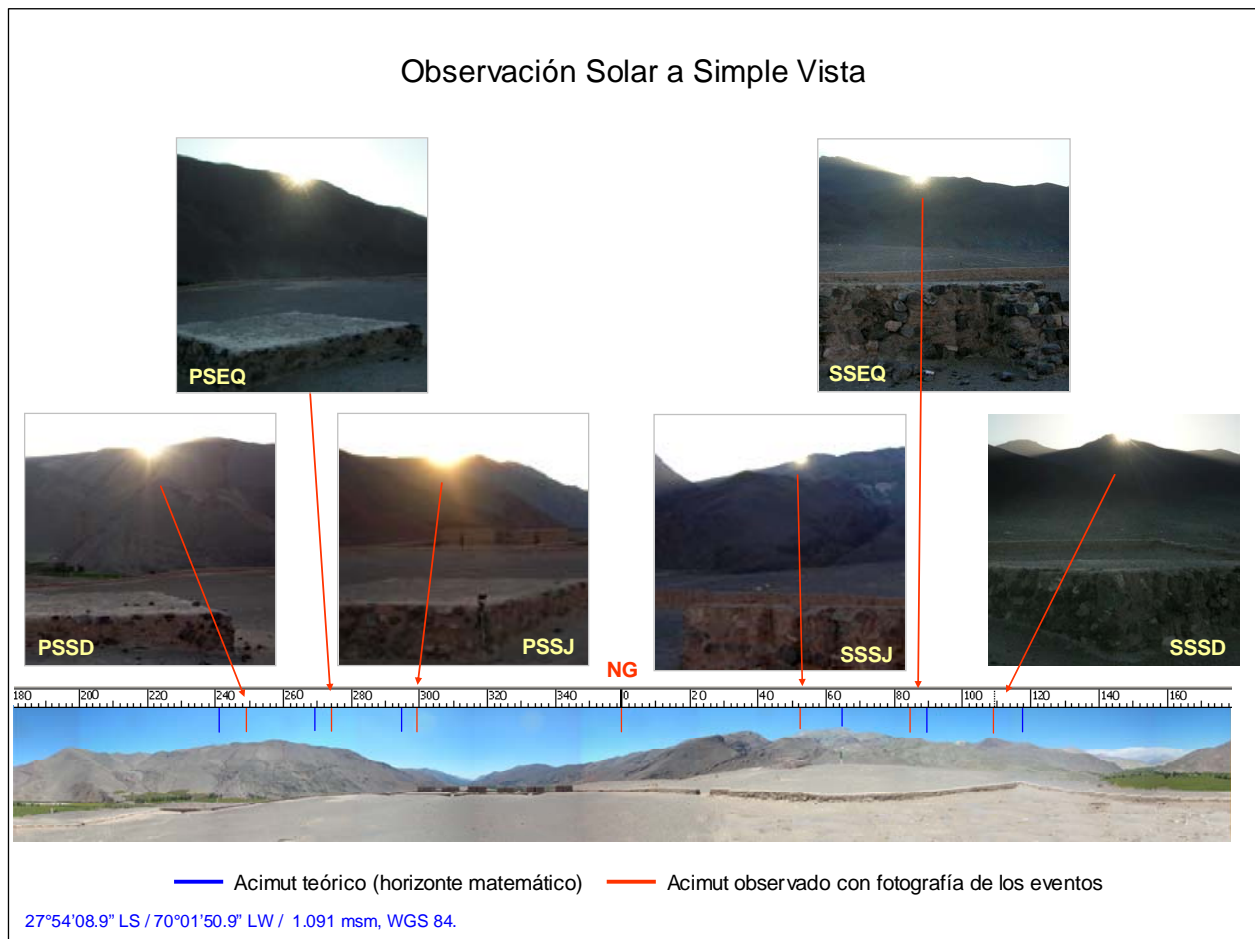 Observación Solar a Simple Vista
PSEQ
SSEQ
PSSD
PSSJ
SSSJ
SSSD
NG
180 200 220 240 260 280 300 320 340 0 20 40 60 80 100 120 140 160
Acimut teórico (horizonte matemático)
Acimut observado con fotografía de los eventos
27°54'08.9" LS / 70°01'50.9" LW / 1.091 msm, WGS 84.